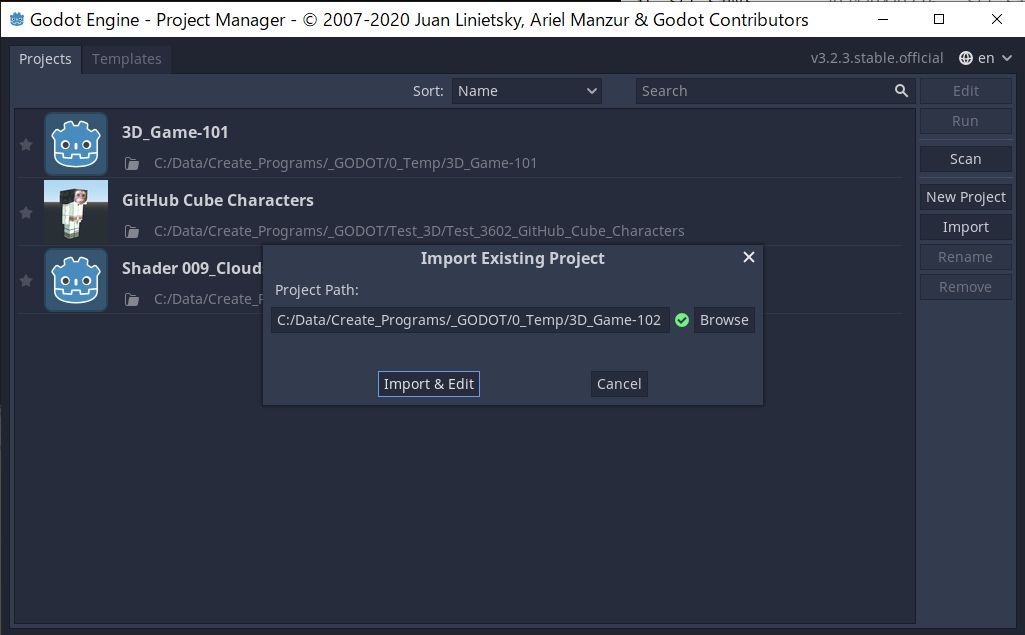 Godot Engine - Project Manager - © 2007-2020 Juan Linietsky, Ariel Manzur & Godot Contributors
Projects Templates v3.2.3.stable.official en
Sort: Name Search Edit
Run
3D_Game-101
C:/Data/Create_Programs/_GODOT/0_Temp/3D_Game-101
Scan
GitHub Cube Characters
New Project
C:/Data/Create_Programs/_GODOT/Test_3D/Test_3602_GitHub_Cube_Characters
Import
Import Existing Project
Rename
Shader 009_Cloud
Project Path:
Remove
C:/Data/Create_
C:/Data/Create_Programs/_GODOT/0_Temp/3D_Game-102 Browse
Import & Edit Cancel